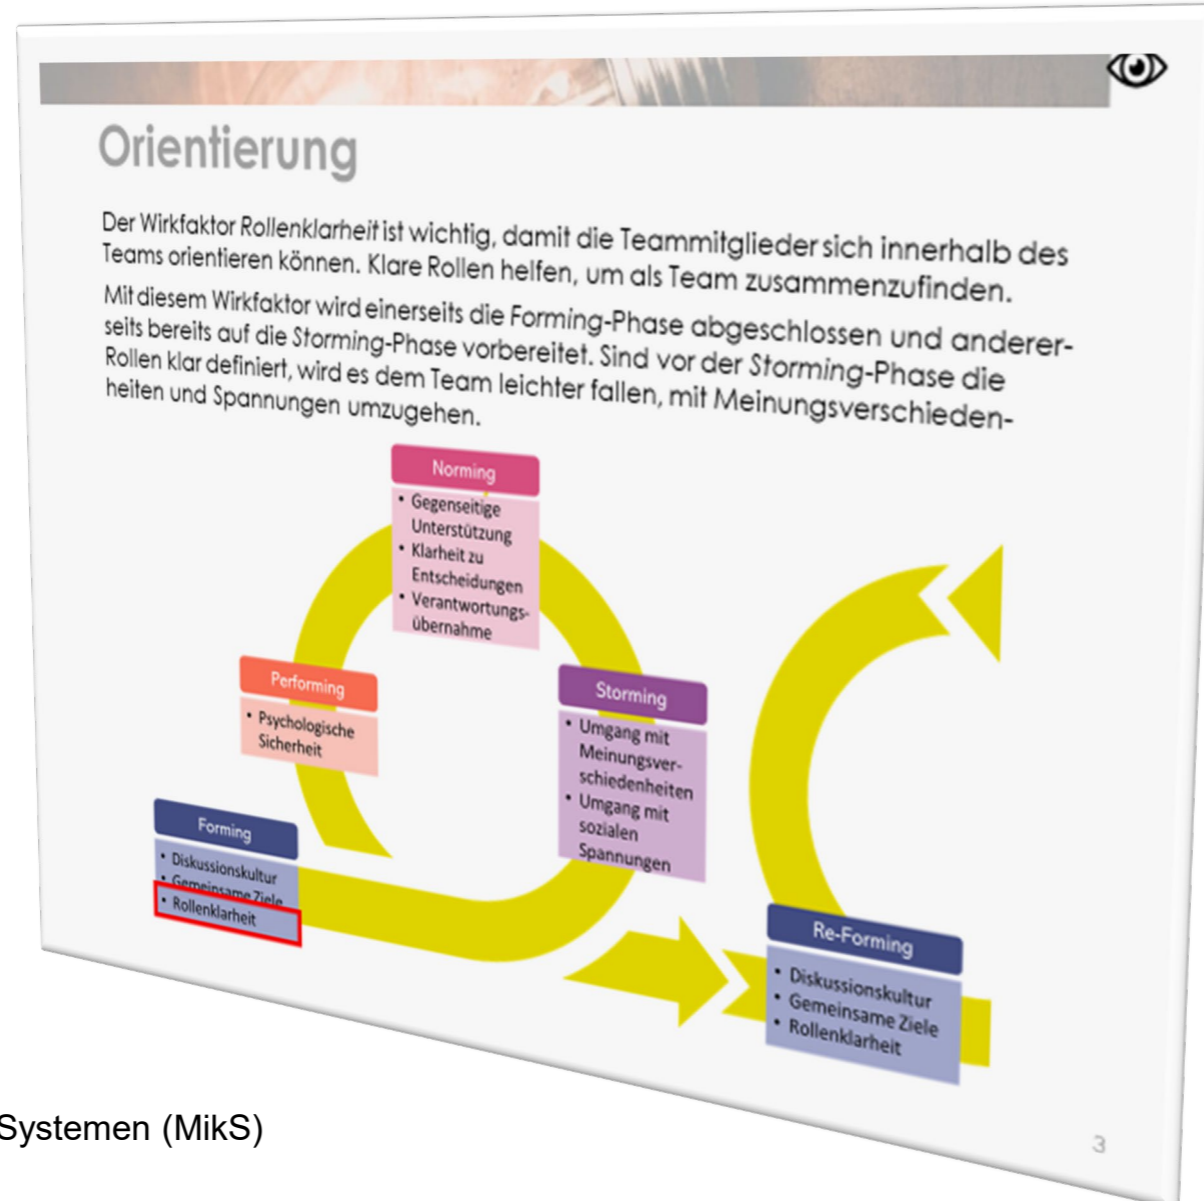 Orientierung
Der Wirkfaktor Rollenklarheit ist wichtig, damit die Teammitglieder sich innerhalb des
Teams orientieren können. Klare Rollen helfen, um als Team zusammenzufinden.
Mit diesem Wirkfaktor wird einerseits die Forming-Phase abgeschlossen und anderer-
seits bereits auf die Storming-Phase vorbereitet. Sind vor der Storming-Phase die
Rollen klar definiert, wird es dem Team leichter fallen, mit Meinungsverschieden-
heiten und Spannungen umzugehen.
Norming
• Gegenseitige
Unterstützung
• Klarheit zu
Entscheidungen
• Verantwortungs-
übernahme
Performing
• Psychologische
Sicherheit
Storming
• Umgang mit
Meinungsver-
schiedenheiten
• Umgang mit
sozialen
Spannungen
Forming
• Diskussionskultur
• Gemeinsame Ziele
• Rollenklarheit
Re-Forming
• Diskussionskultur
• Gemeinsame Ziele
• Rollenklarheit
Systemen (MikS)
3